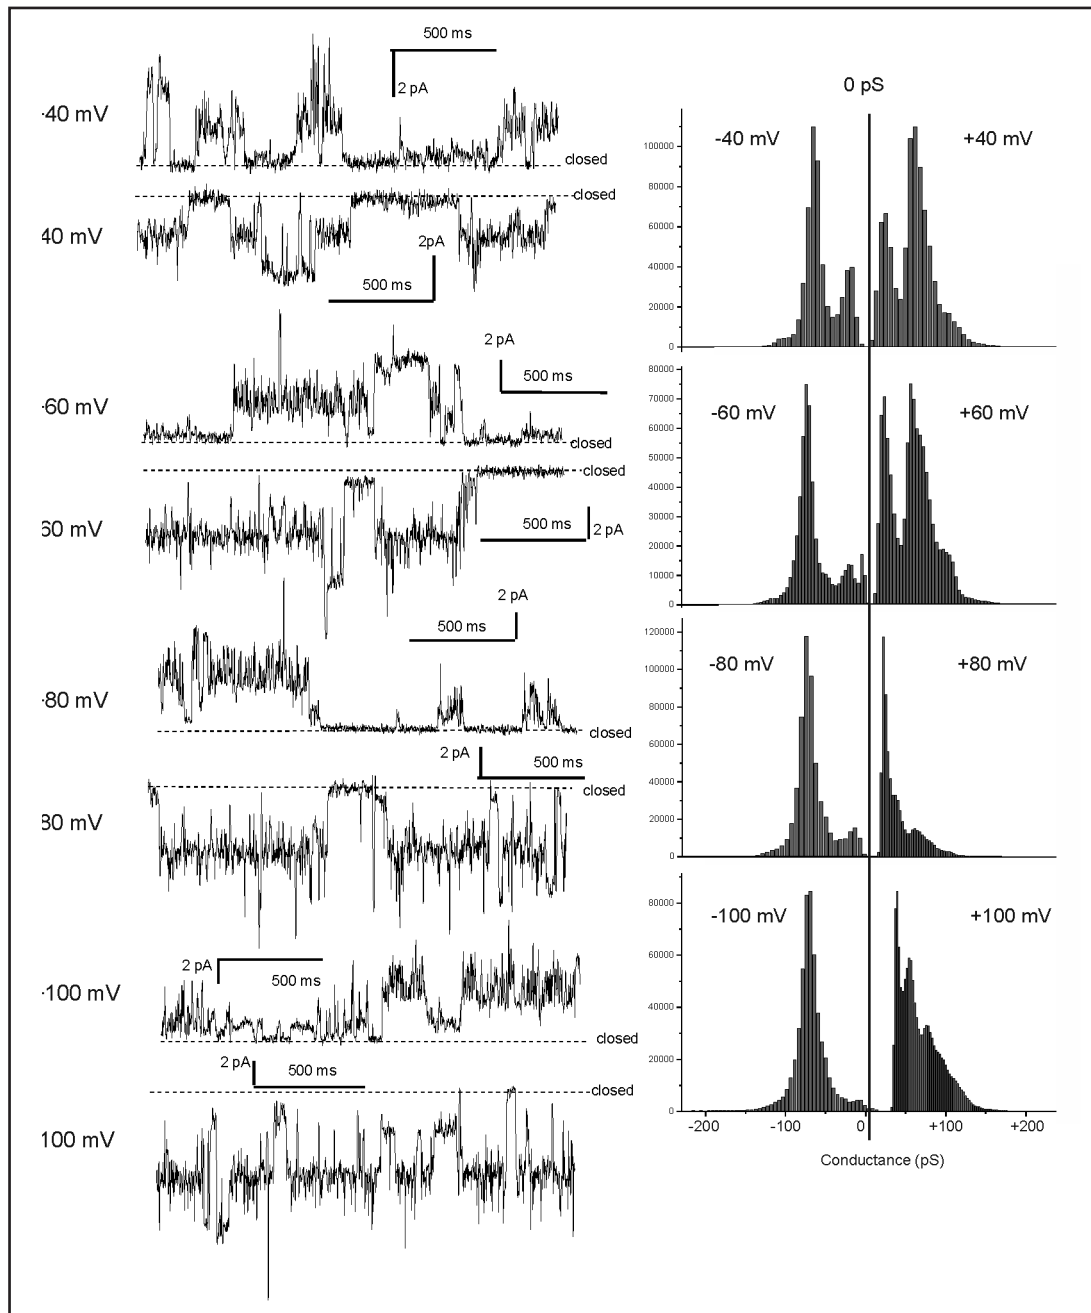 500 ms
2 pA
-40 mV
closed
closed
40 mV
2pA
500 ms
2 pA
500 ms
-60 mV
closed
closed
60 mV
500 ms
2 pA
2 pA
500 ms
-80 mV
closed
2 pA
500 ms
closed
80 mV
2 pA
500 ms
-100 mV
closed
2 pA
500 ms
closed
100 mV
0 pS
-40 mV
+40 mV
100000
80000
60000
40000
20000
0
80000
-60 mV
+60 mV
70000
60000
50000
40000
30000
20000
10000
0
120000
-80 mV
+80 mV
100000
80000
60000
40000
20000
0
-100 mV
+100 mV
80000
60000
40000
20000
0
-200
-100
0
+100
+200
Conductance (pS)